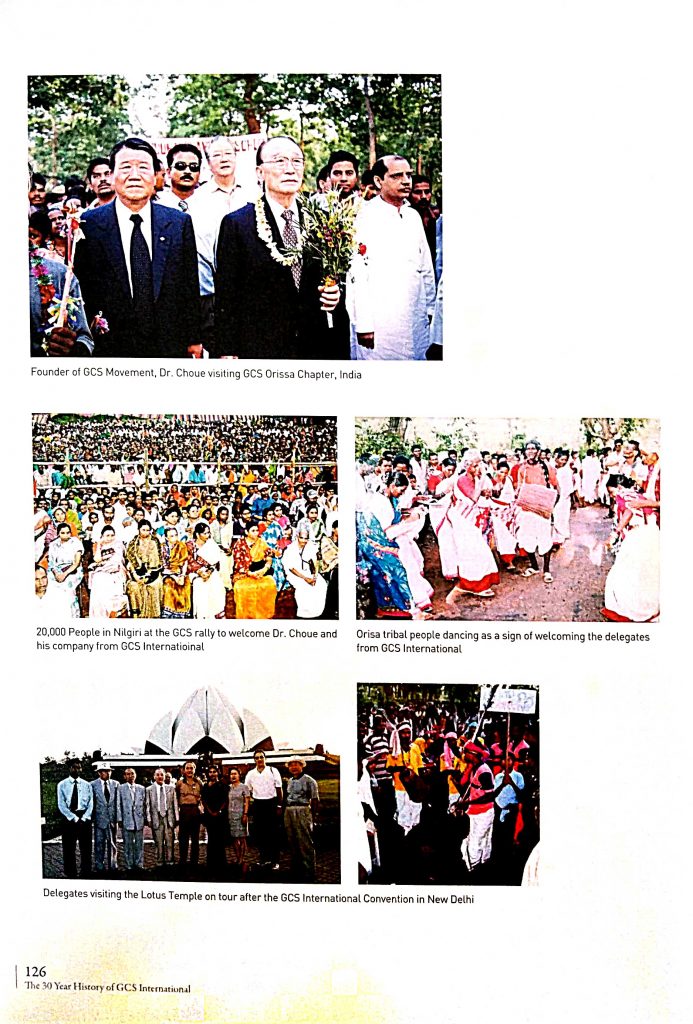 Founder of GCS Movement, Dr. Choue visiting GCS Orissa Chapter, India
20,000 People in Nilgiri at the GCS rally to welcome Dr. Choue and
his company from GCS Internatioinal
Orisa tribal people dancing as a sign of welcoming the delegates
from GCS International
Delegates visiting the Lotus Temple on tour after the GCS International Convention in New Delhi
126
The 30 Year History of GCS International